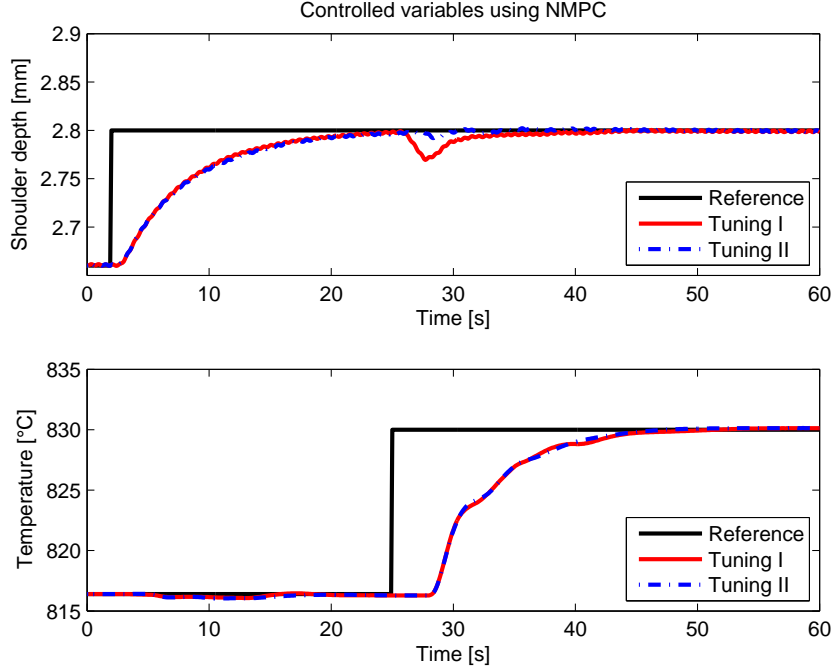 Controlled variables using NMPC
Shoulder depth [mm]
2.9
2.85
2.8
2.75
2.7
0 10 20 30 40 50 60
Time [s]
Reference
Tuning I
Tuning II
Temperature [°C]
835
830
825
820
815
0 10 20 30 40 50 60
Time [s]
Reference
Tuning I
Tuning II